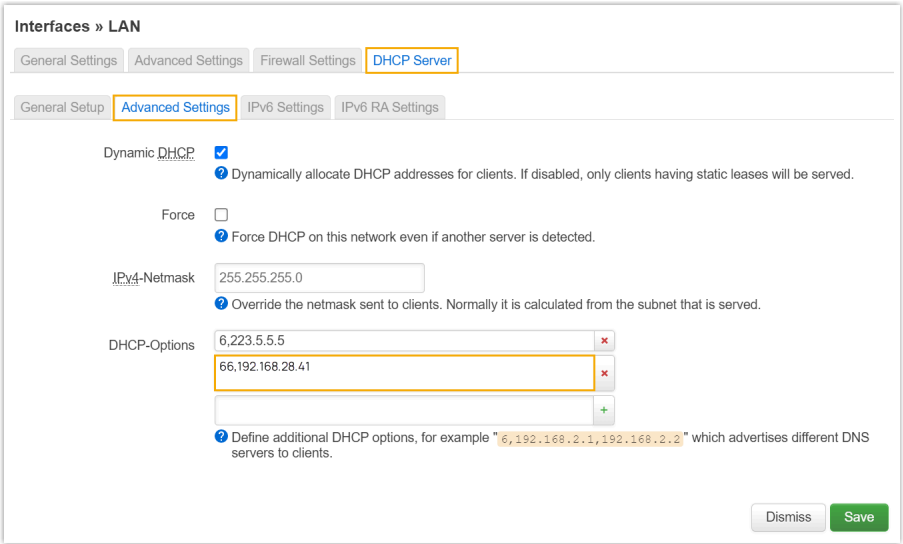 Interfaces » LAN
General Settings Advanced Settings Firewall Settings DHCP Server
General Setup Advanced Settings IPv6 Settings IPv6 RA Settings
Dynamic DHCP
Dynamically allocate DHCP addresses for clients. If disabled, only clients having static leases will be served.
Force
Force DHCP on this network even if another server is detected.
IPv4-Netmask 255.255.255.0
Override the netmask sent to clients. Normally it is calculated from the subnet that is served.
DHCP-Options 6,223.5.5.5
66,192.168.28.41
Define additional DHCP options, for example "6,192.168.2.1,192.168.2.2" which advertises different DNS
servers to clients.
Dismiss Save